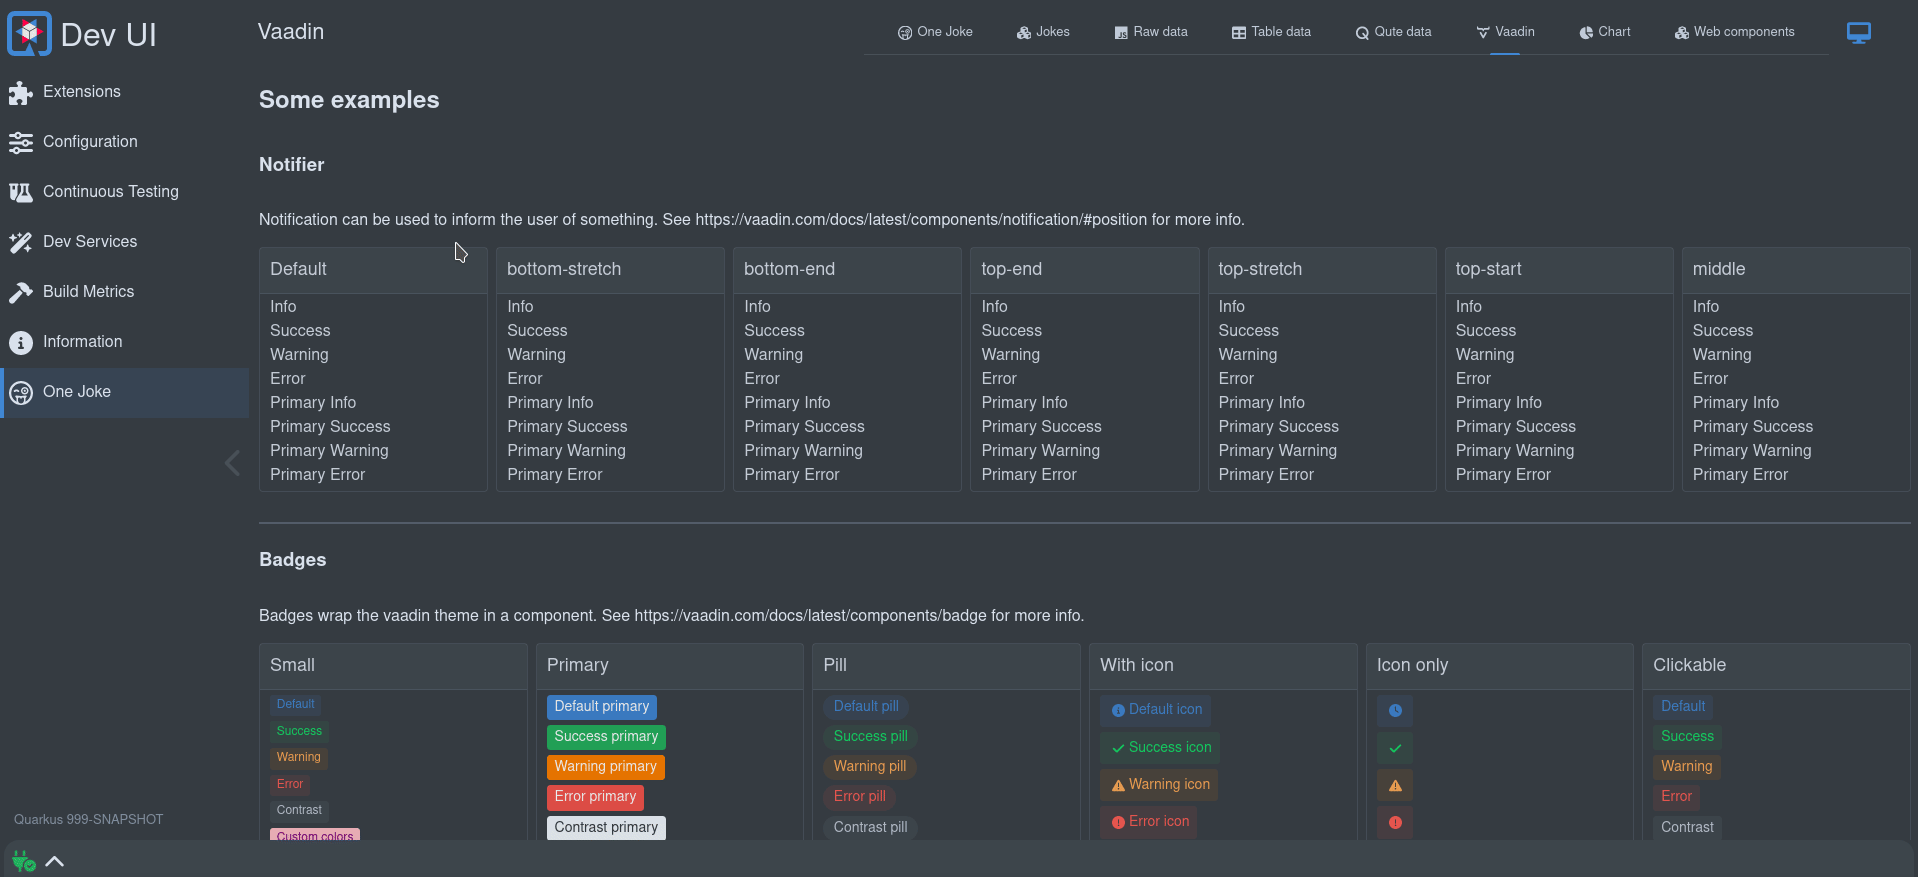 Dev UI
Vaadin
One Joke
Jokes
Raw data
Table data
Qute data
Vaadin
Chart
Web components
Extensions
Configuration
Continuous Testing
Dev Services
Build Metrics
Information
One Joke
Quarkus 999-SNAPSHOT
Some examples
Notifier
Notification can be used to inform the user of something. See https://vaadin.com/docs/latest/components/notification/#position for more info.
Default
Info
Success
Warning
Error
Primary Info
Primary Success
Primary Warning
Primary Error
bottom-stretch
Info
Success
Warning
Error
Primary Info
Primary Success
Primary Warning
Primary Error
bottom-end
Info
Success
Warning
Error
Primary Info
Primary Success
Primary Warning
Primary Error
top-end
Info
Success
Warning
Error
Primary Info
Primary Success
Primary Warning
Primary Error
top-stretch
Info
Success
Warning
Error
Primary Info
Primary Success
Primary Warning
Primary Error
top-start
Info
Success
Warning
Error
Primary Info
Primary Success
Primary Warning
Primary Error
middle
Info
Success
Warning
Error
Primary Info
Primary Success
Primary Warning
Primary Error
Badges
Badges wrap the vaadin theme in a component. See https://vaadin.com/docs/latest/components/badge for more info.
Small
Default
Success
Warning
Error
Contrast
Custom colors
Primary
Default primary
Success primary
Warning primary
Error primary
Contrast primary
Pill
Default pill
Success pill
Warning pill
Error pill
Contrast pill
With icon
Default icon
Success icon
Warning icon
Error icon
Icon only
Clickable
Default
Success
Warning
Error
Contrast